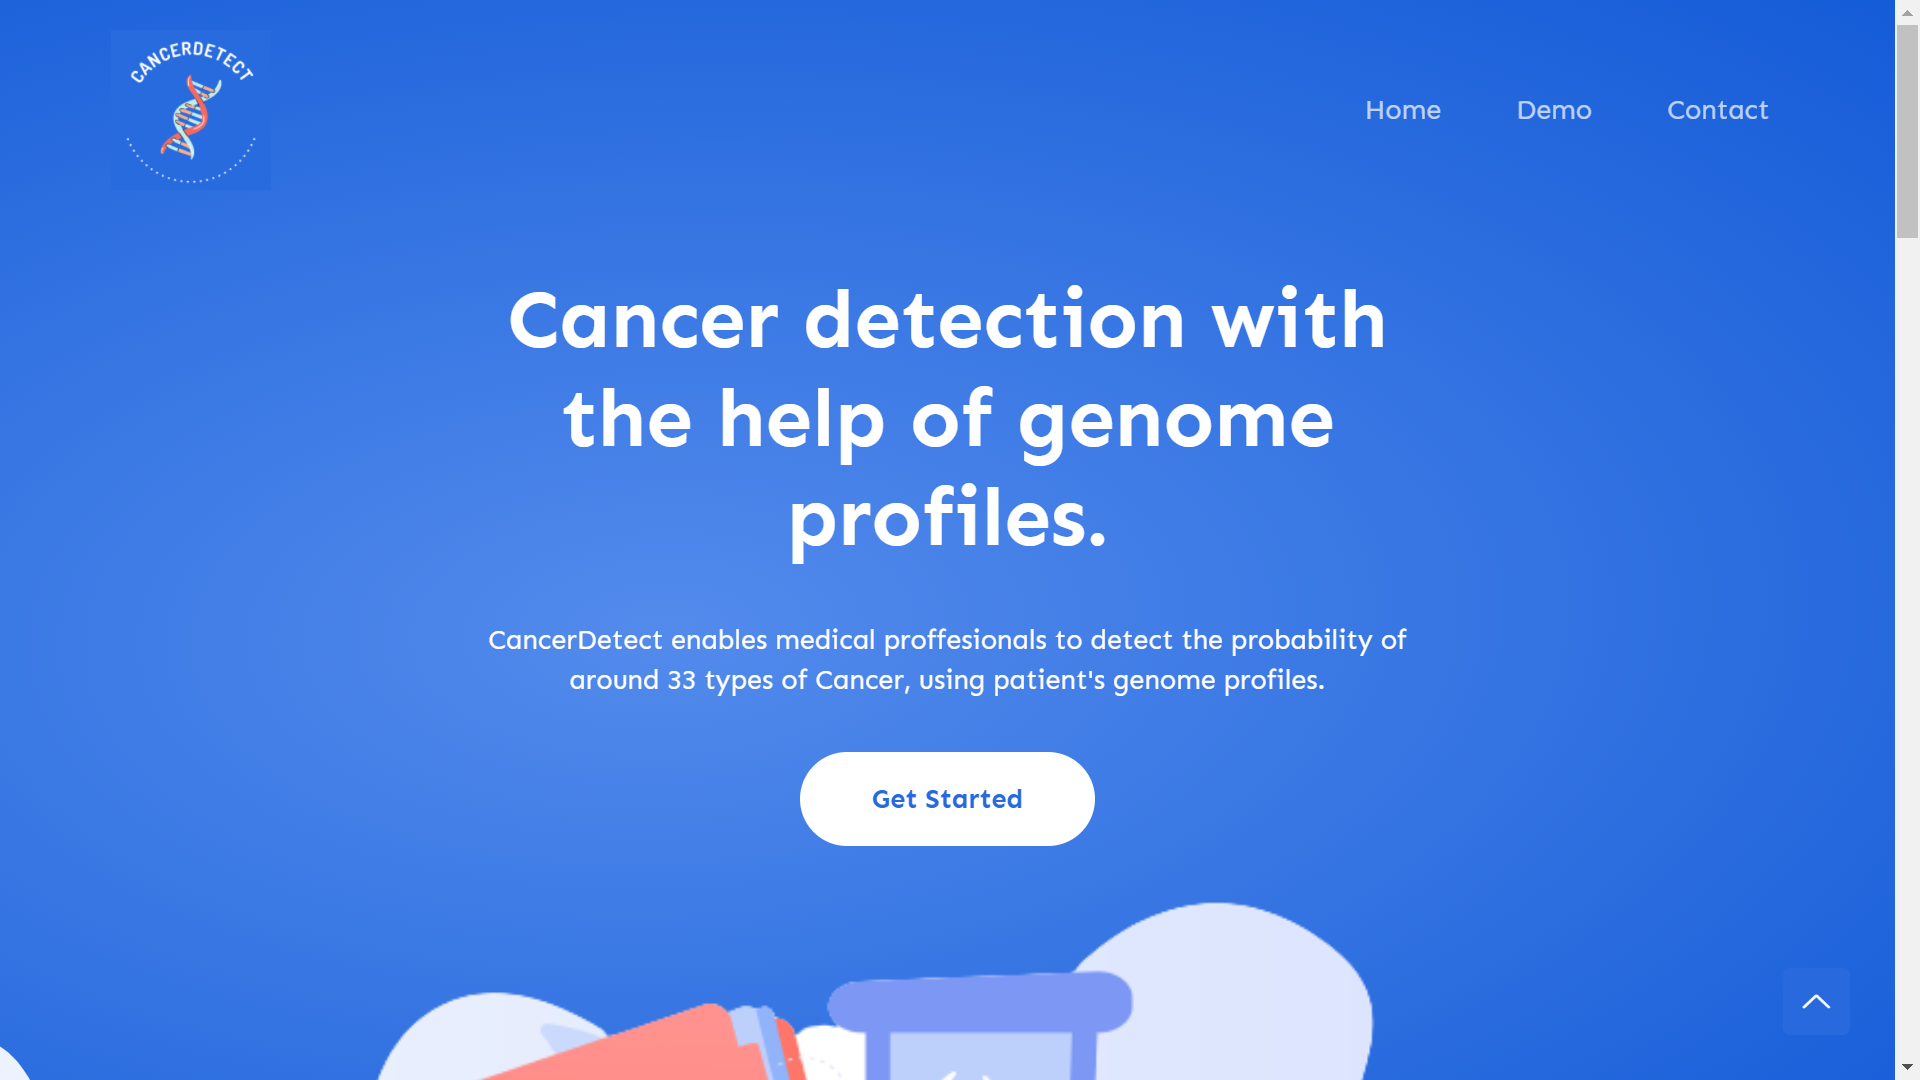 CANCERDETECT
Home
Demo
Contact
Cancer detection with
the help of genome
profiles.
CancerDetect enables medical proffesionals to detect the probability of
around 33 types of Cancer, using patient's genome profiles.
Get Started